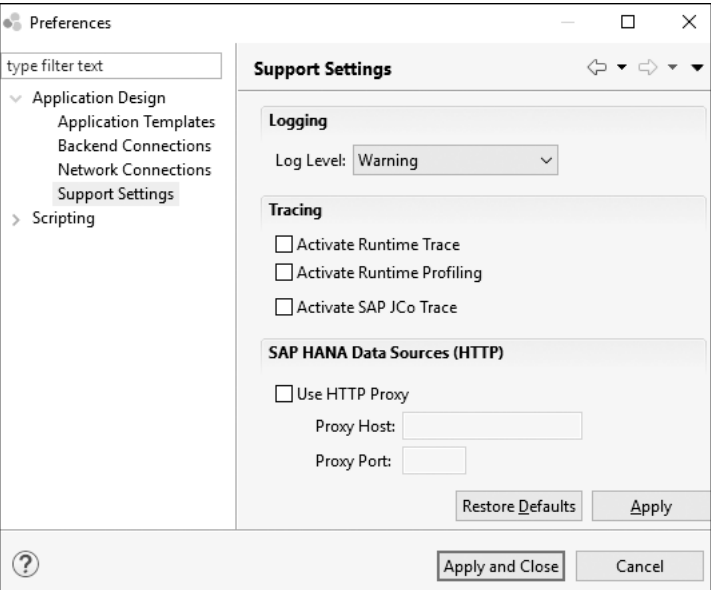 Preferences
type filter text
Application Design
Application Templates
Backend Connections
Network Connections
Support Settings
Scripting
Support Settings
Logging
Log Level: Warning
Tracing
Activate Runtime Trace
Activate Runtime Profiling
Activate SAP JCo Trace
SAP HANA Data Sources (HTTP)
Use HTTP Proxy
Proxy Host:
Proxy Port:
Restore Defaults Apply
? Apply and Close Cancel